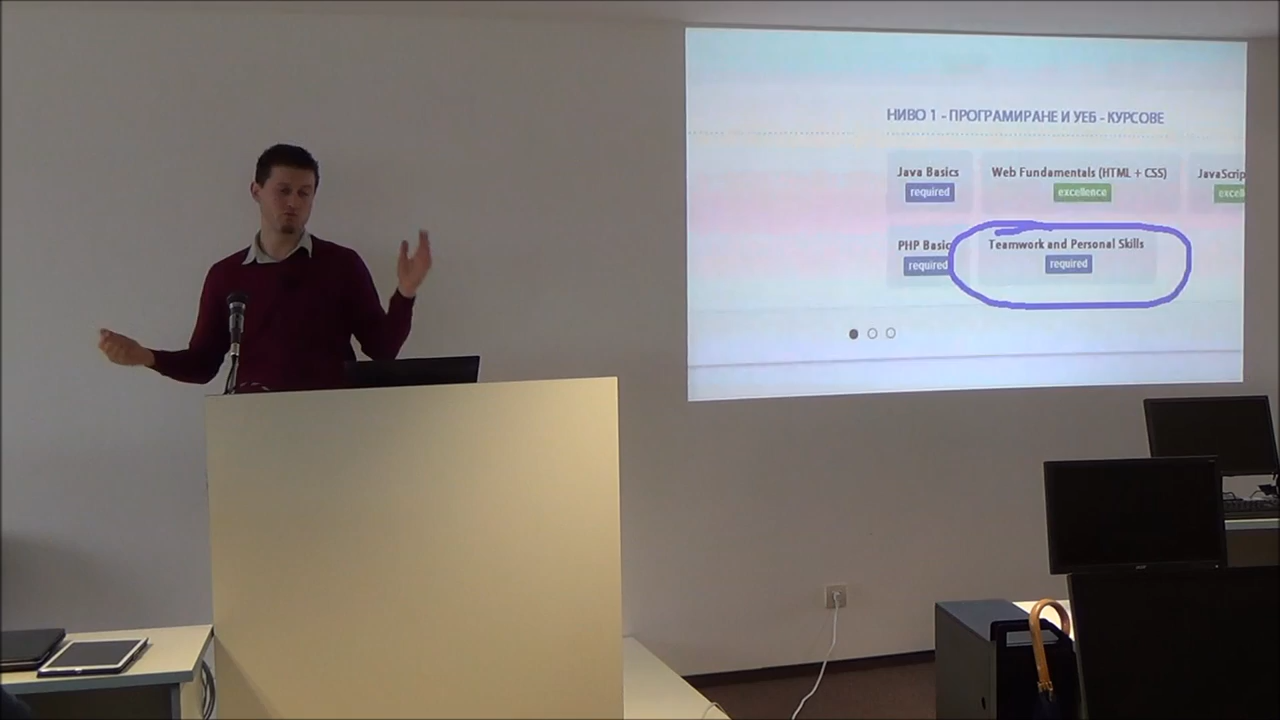 НИВО 1 - ПРОГРАМИРАНЕ И УЕБ - КУРСОВЕ
Java Basics
required
Web Fundamentals (HTML + CSS)
excellence
PHP
required
Teamwork and Personal Skills
required